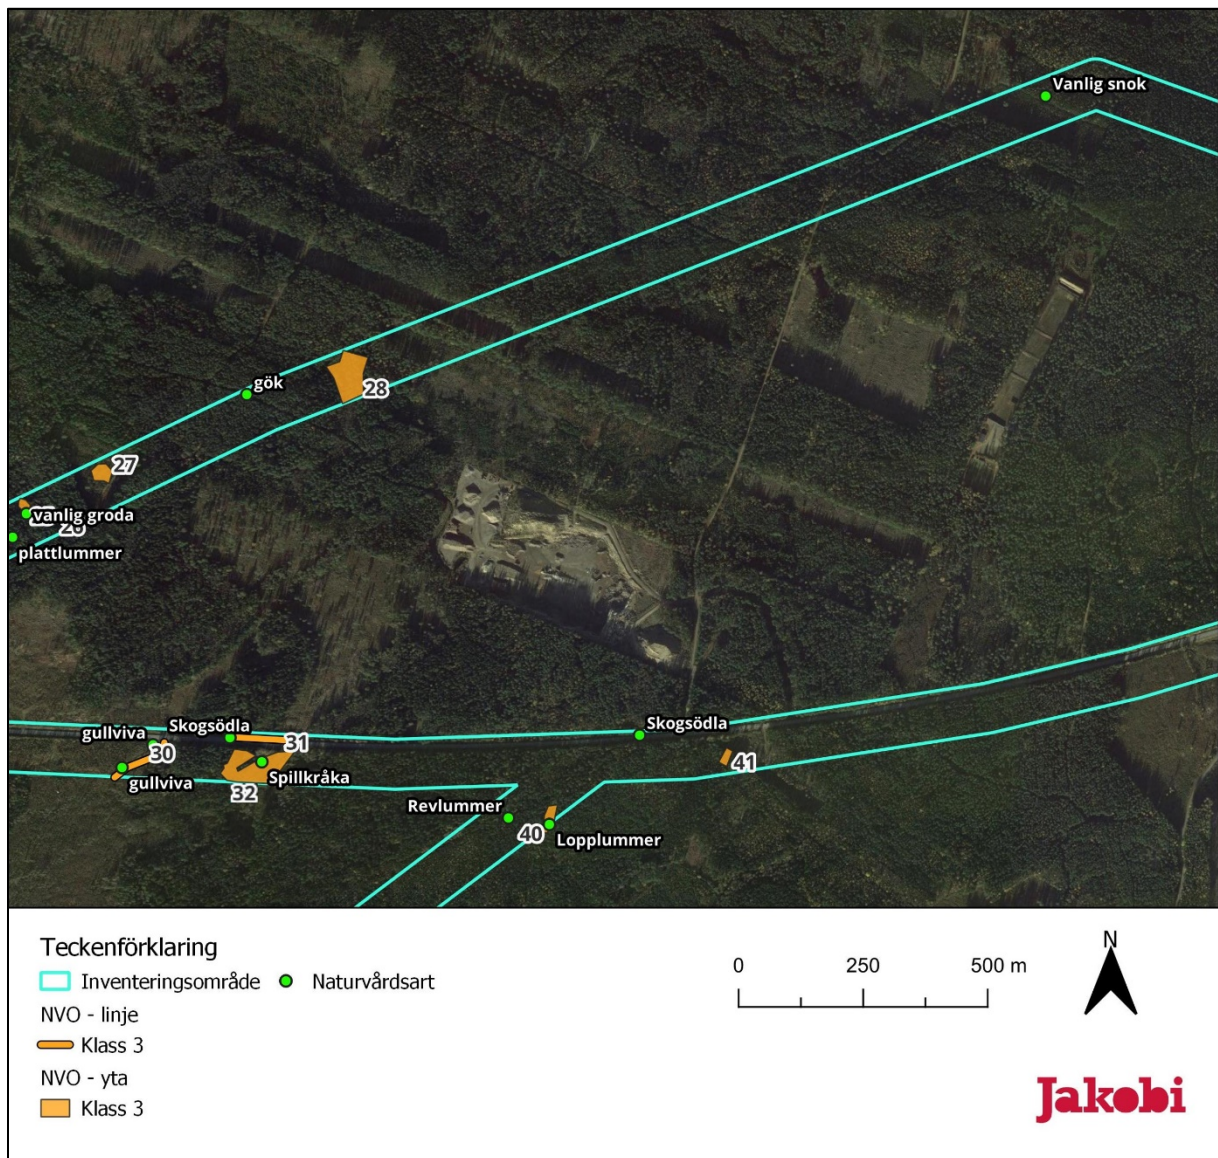 Vanlig snok
gök
28
27
vanlig groda
26
plattlummer
Skogsödla
gullviva
30
31
gullviva
Spillkråka
32
Skogsödla
41
Revlummer
40
Lopplummer
Teckenförklaring
Inventeringsområde
Naturvårdsart
NVO - linje
Klass 3
NVO - yta
Klass 3
0 250 500 m
N
Jakobi